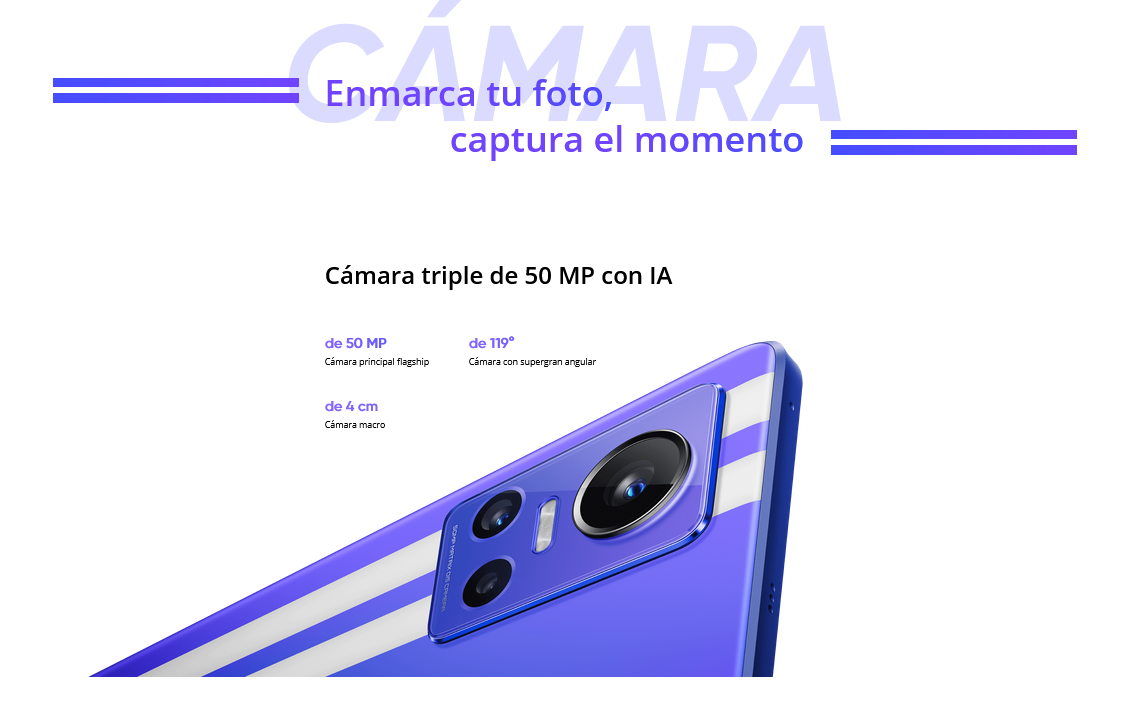 CÁMARA
Enmarca tu foto,
captura el momento
Cámara triple de 50 MP con IA
de 50 MP
Cámara principal flagship
de 119°
Cámara con supergran angular
de 4 cm
Cámara macro